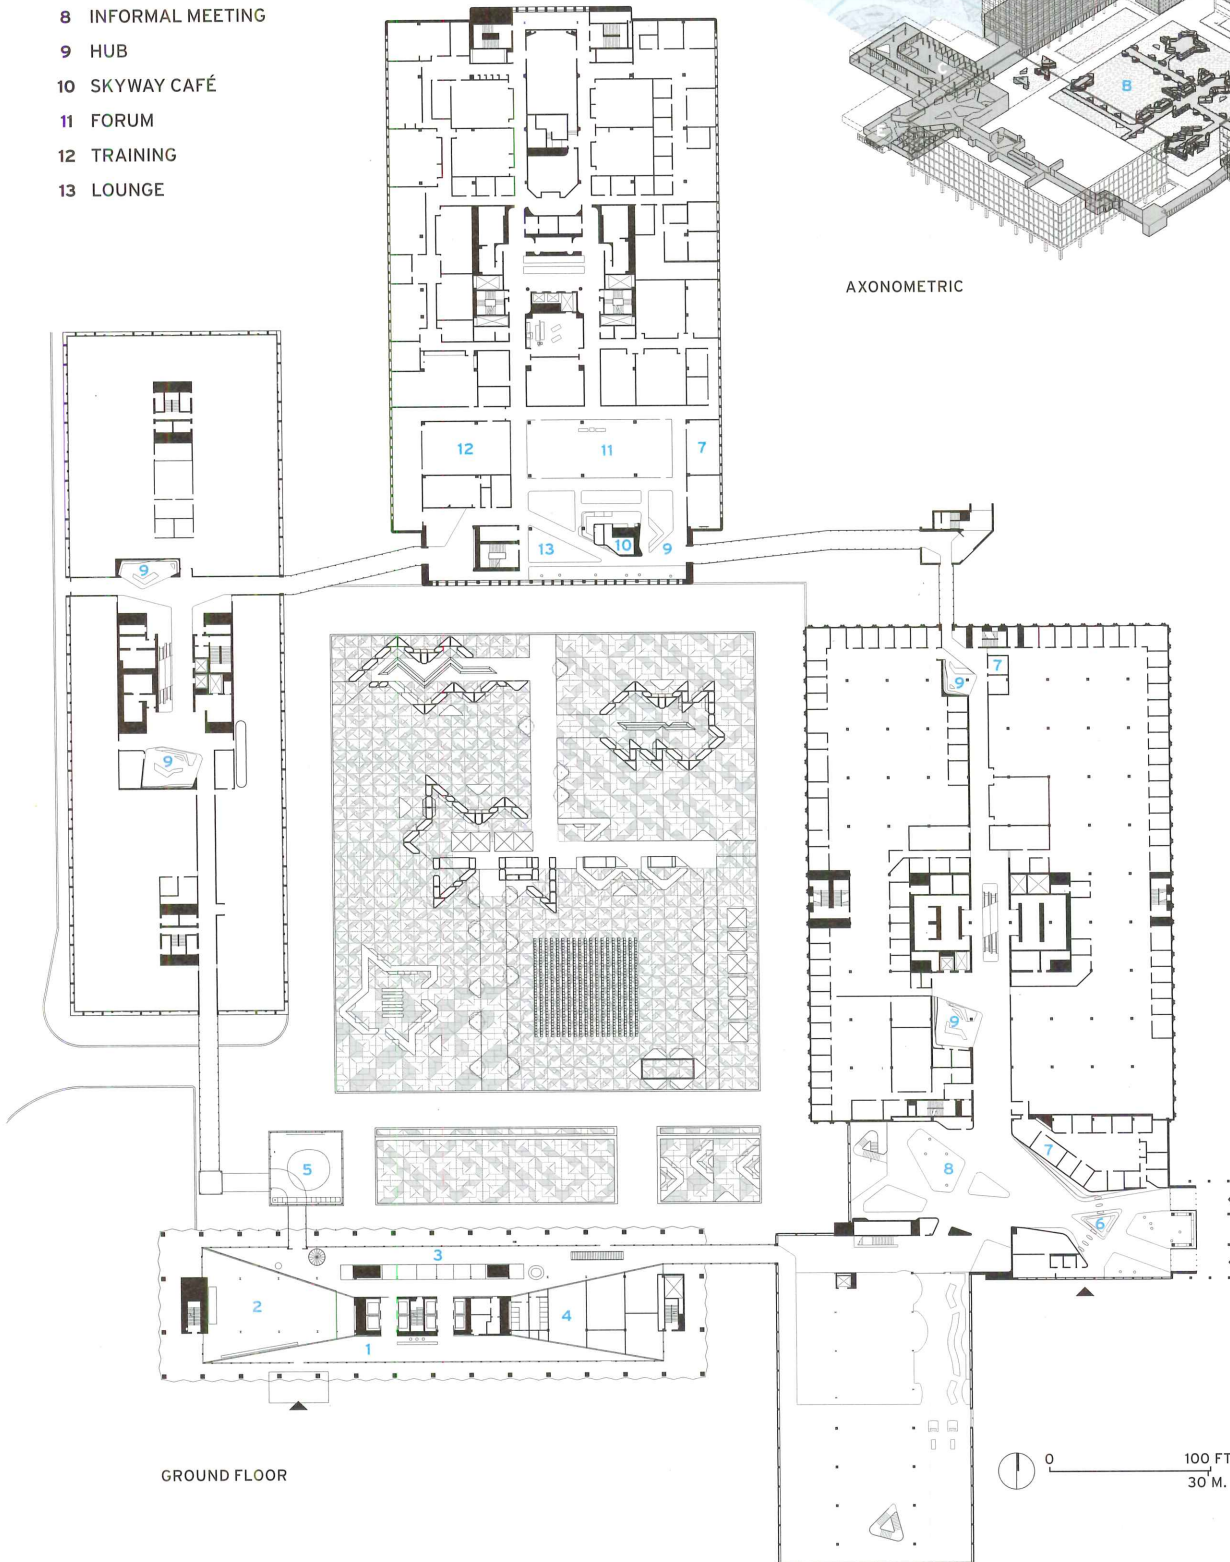 8 INFORMAL MEETING
9 HUB
10 SKYWAY CAFÉ
11 FORUM
12 TRAINING
13 LOUNGE
C
B
E
AXONOMETRIC
12
11
7
13
10
9
9
9
7
9
9
5
8
7
6
3
2
4
1
GROUND FLOOR
0 100 FT
30 M.